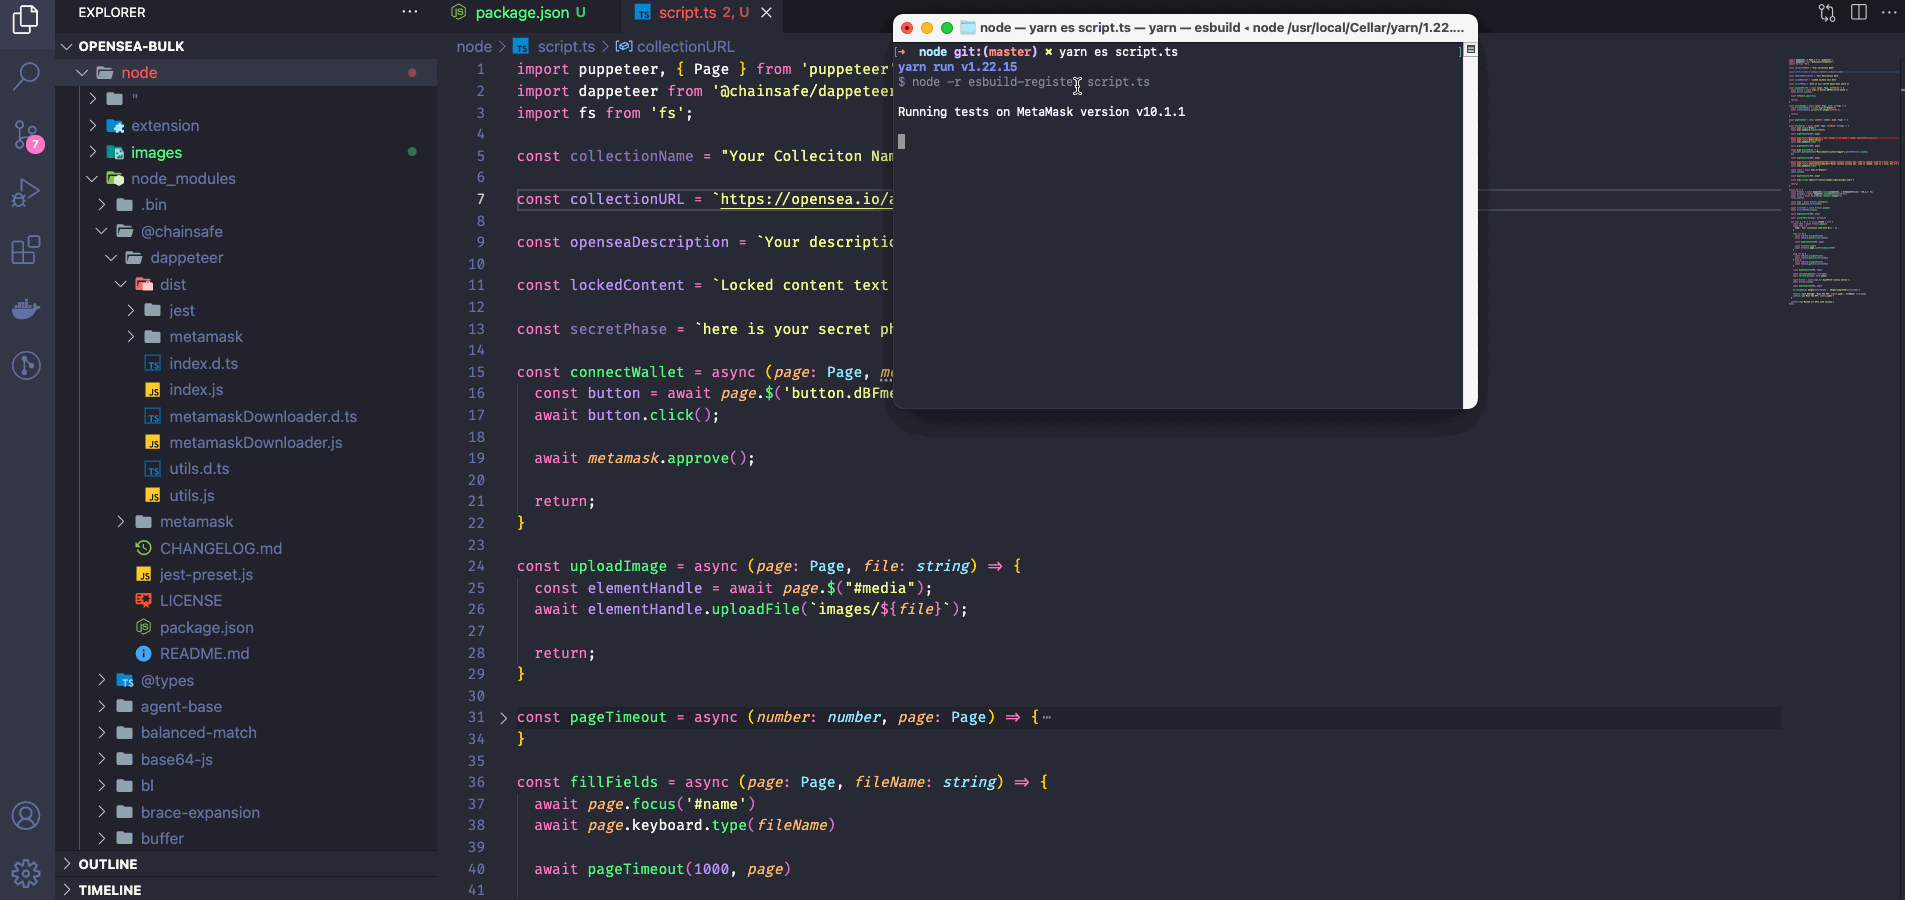 EXPLORER
···
OPENSEA-BULK
node
"
extension
images
node_modules
.bin
@chainsafe
dappeteer
dist
jest
metamask
index.d.ts
index.js
metamaskDownloader.d.ts
metamaskDownloader.js
utils.d.ts
utils.js
metamask
CHANGELOG.md
jest-preset.js
LICENSE
package.json
README.md
@types
agent-base
balanced-match
base64-js
bl
brace-expansion
buffer
OUTLINE
TIMELINE
7
package.json U
script.ts 2, U
node > script.ts > collectionURL
1 import puppeteer, { Page } from 'puppeteer'
2 import dappeteer from '@chainsafe/dappeteer
3 import fs from 'fs';
4
5 const collectionName = "Your Colleciton Nam
6
7 const collectionURL = `https://opensea.io/a
8
9 const openseaDescription = `Your descriptio
10
11 const lockedContent = `Locked content text
12
13 const secretPhase = `here is your secret ph
14
15 const connectWallet = async (page: Page, me
16 const button = await page.$('button.dBFme
17 await button.click();
18
19 await metamask.approve();
20
21 return;
22 }
23
24 const uploadImage = async (page: Page, file: string) ⇒ {
25 const elementHandle = await page.$("#media");
26 await elementHandle.uploadFile(`images/${file}`);
27
28 return;
29 }
30
31 > const pageTimeout = async (number: number, page: Page) ⇒ {···
34 }
35
36 const fillFields = async (page: Page, fileName: string) ⇒ {
37 await page.focus('#name')
38 await page.keyboard.type(fileName)
39
40 await pageTimeout(1000, page)
41
node — yarn es script.ts — yarn — esbuild ◂ node /usr/local/Cellar/yarn/1.22....
[➜ node git:(master) ✖ yarn es script.ts ]
yarn run v1.22.15
$ node -r esbuild-register script.ts
Running tests on MetaMask version v10.1.1